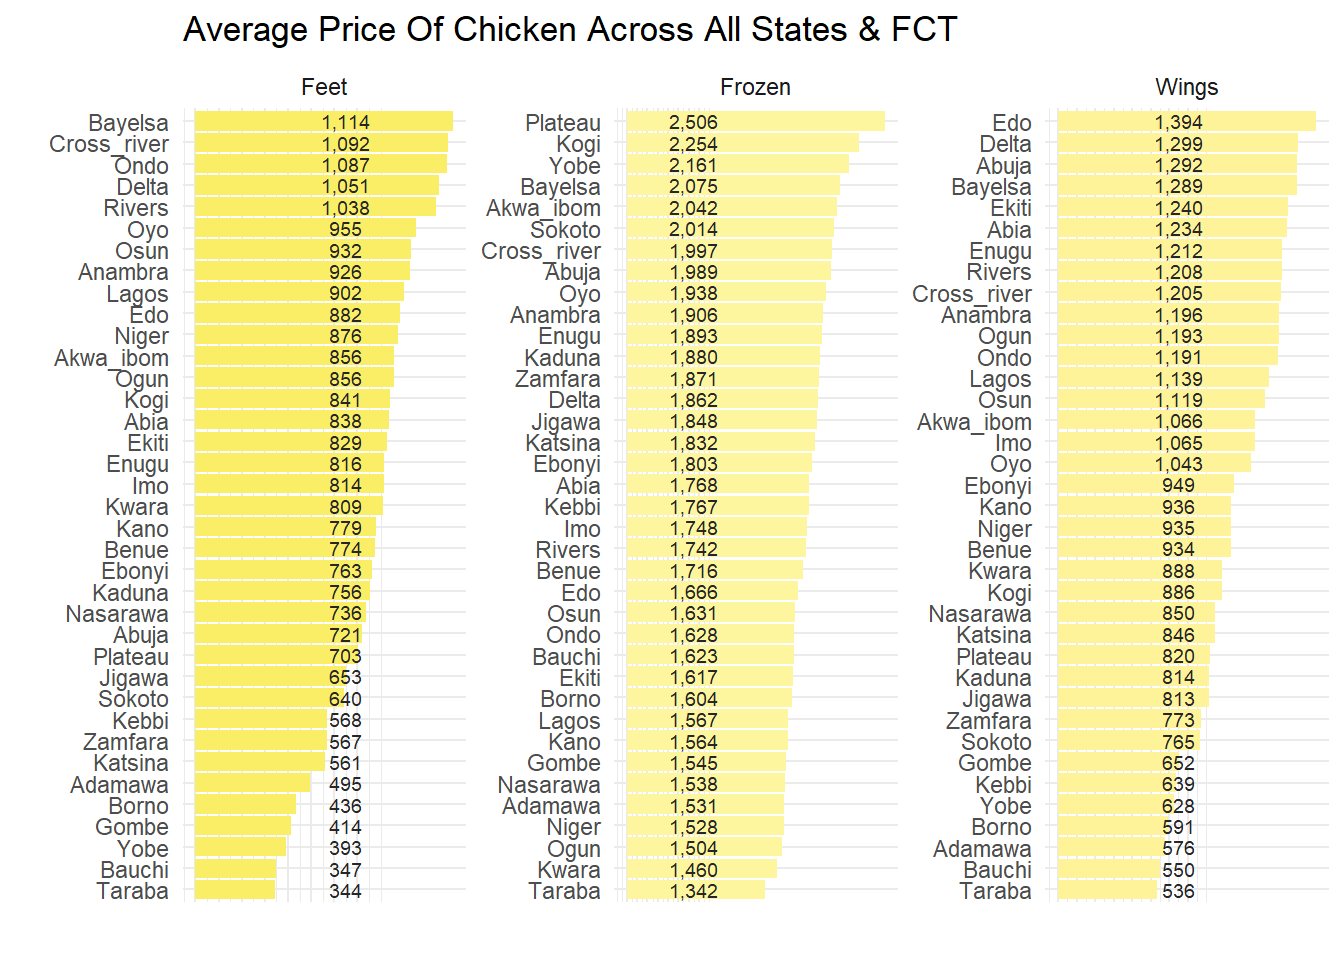 Average Price Of Chicken Across All States & FCT
Feet
Bayelsa 1,114
Cross_river 1,092
Ondo 1,087
Delta 1,051
Rivers 1,038
Oyo 955
Osun 932
Anambra 926
Lagos 902
Edo 882
Niger 876
Akwa_ibom 856
Ogun 856
Kogi 841
Abia 838
Ekiti 829
Enugu 816
Imo 814
Kwara 809
Kano 779
Benue 774
Ebonyi 763
Kaduna 756
Nasarawa 736
Abuja 721
Plateau 703
Jigawa 653
Sokoto 640
Kebbi 568
Zamfara 567
Katsina 561
Adamawa 495
Borno 436
Gombe 414
Yobe 393
Bauchi 347
Taraba 344
Frozen
Plateau 2,506
Kogi 2,254
Yobe 2,161
Bayelsa 2,075
Akwa_ibom 2,042
Sokoto 2,014
Cross_river 1,997
Abuja 1,989
Oyo 1,938
Anambra 1,906
Enugu 1,893
Kaduna 1,880
Zamfara 1,871
Delta 1,862
Jigawa 1,848
Katsina 1,832
Ebonyi 1,803
Abia 1,768
Kebbi 1,767
Imo 1,748
Rivers 1,742
Benue 1,716
Edo 1,666
Osun 1,631
Ondo 1,628
Bauchi 1,623
Ekiti 1,617
Borno 1,604
Lagos 1,567
Kano 1,564
Gombe 1,545
Nasarawa 1,538
Adamawa 1,531
Niger 1,528
Ogun 1,504
Kwara 1,460
Taraba 1,342
Wings
Edo 1,394
Delta 1,299
Abuja 1,292
Bayelsa 1,289
Ekiti 1,240
Abia 1,234
Enugu 1,212
Rivers 1,208
Cross_river 1,205
Anambra 1,196
Ogun 1,193
Ondo 1,191
Lagos 1,139
Osun 1,119
Akwa_ibom 1,066
Imo 1,065
Oyo 1,043
Ebonyi 949
Kano 936
Niger 935
Benue 934
Kwara 888
Kogi 886
Nasarawa 850
Katsina 846
Plateau 820
Kaduna 814
Jigawa 813
Zamfara 773
Sokoto 765
Gombe 652
Kebbi 639
Yobe 628
Borno 591
Adamawa 576
Bauchi 550
Taraba 536